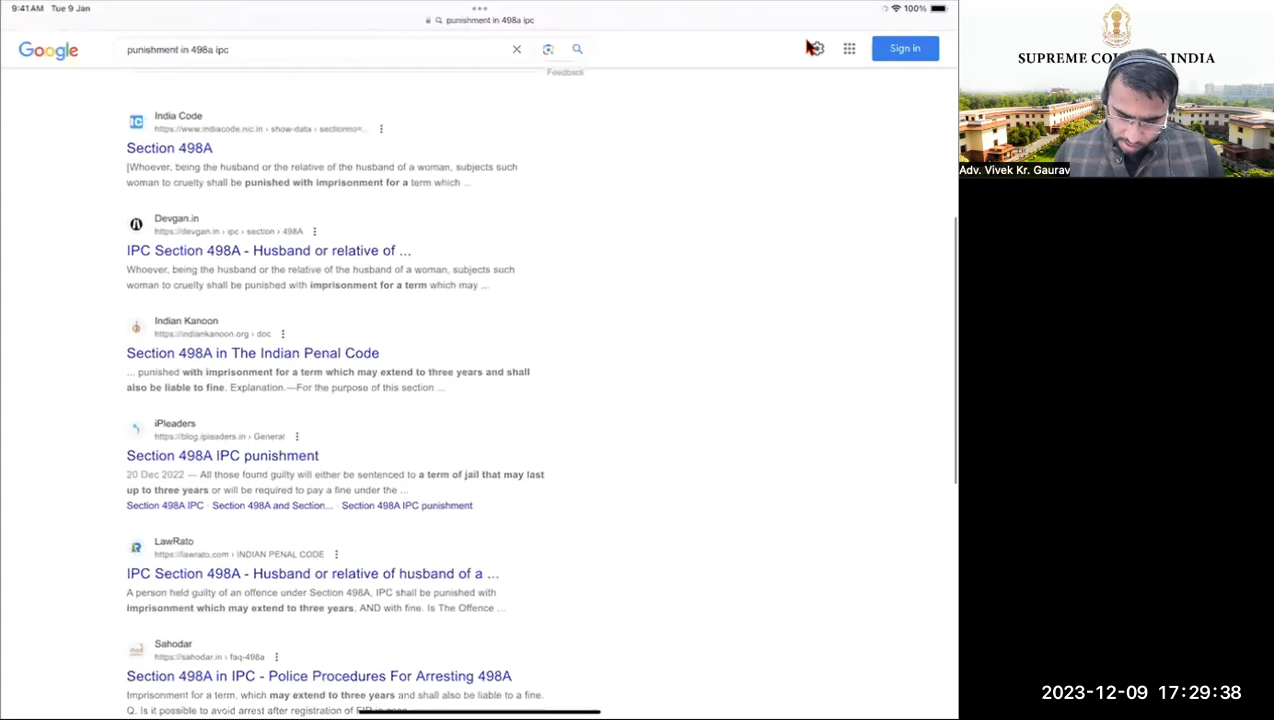 9:41 AM Tue 9 Jan
100%
punishment in 498a ipc
Google
punishment in 498a ipc
Sign in
Feedback
India Code
https://www.indiacode.nic.in › show-data › sectionno=...
Section 498A
[Whoever, being the husband or the relative of the husband of a woman, subjects such
woman to cruelty shall be punished with imprisonment for a term which ...
Devgan.in
https://devgan.in › ipc › section › 498A
IPC Section 498A - Husband or relative of ...
Whoever, being the husband or the relative of the husband of a woman, subjects such
woman to cruelty shall be punished with imprisonment for a term which may ...
Indian Kanoon
https://indiankanoon.org › doc
Section 498A in The Indian Penal Code
... punished with imprisonment for a term which may extend to three years and shall
also be liable to fine. Explanation.—For the purpose of this section ...
iPleaders
https://blog.ipleaders.in › General
Section 498A IPC punishment
20 Dec 2022 — All those found guilty will either be sentenced to a term of jail that may last
up to three years or will be required to pay a fine under the ...
Section 498A IPC · Section 498A and Section... · Section 498A IPC punishment
LawRato
https://lawrato.com › INDIAN PENAL CODE
IPC Section 498A - Husband or relative of husband of a ...
A person held guilty of an offence under Section 498A, IPC shall be punished with
imprisonment which may extend to three years. AND with fine. Is The Offence ...
Sahodar
https://sahodar.in › faq-498a
Section 498A in IPC - Police Procedures For Arresting 498A
Imprisonment for a term, which may extend to three years and shall also be liable to a fine.
Q. Is it possible to avoid arrest after registration of FIR in case
SUPREME INDIA
Adv. Vivek Kr. Gaurav
2023-12-09 17:29:38